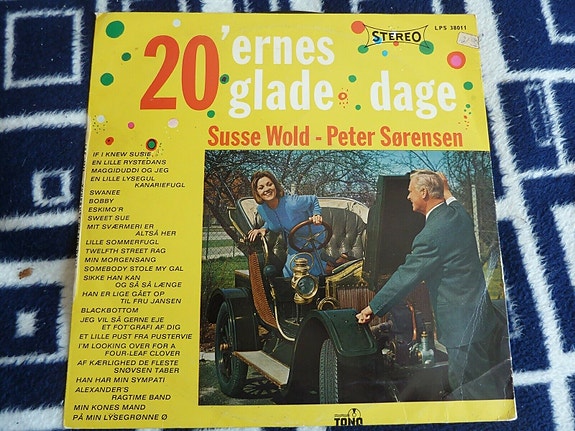 STEREO
LPS 38011
20'ernes
glade dage
Susse Wold - Peter Sørensen
IF I KNEW SUSIE
EN LILLE RYSTEDANS
MAGGIDUDDI OG JEG
EN LILLE LYSEGUL
KANARIEFUGL
SWANEE
BOBBY
ESKIMO'R
SWEET SUE
MIT SVÆRMERI ER
ALTSÅ HER
LILLE SOMMERFUGL
TWELFTH STREET RAG
MIN MORGENSANG
SOMEBODY STOLE MY GAL
SIKKE HAN KAN
OG SÅ SÅ LÆNGE
HAN ER LIGE GÅET OP
TIL FRU JANSEN
BLACKBOTTOM
JEG VIL SÅ GERNE EJE
ET FOT'GRAFI AF DIG
ET LILLE PUST FRA PUSTERVIÉ
I'M LOOKING OVER FOR A
FOUR-LEAF CLOVER
AF KÆRLIGHED DE FLESTE
SNØVSEN TABER
HAN HAR MIN SYMPATI
ALEXANDER'S
RAGTIME BAND
MIN KONES MAND
PÅ MIN LYSEGRØNNE Ø
TONO